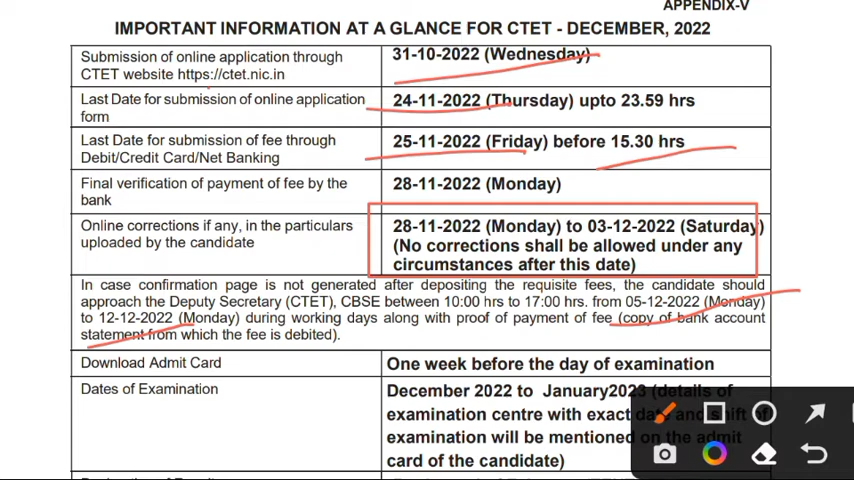 APPENDIX-V
IMPORTANT INFORMATION AT A GLANCE FOR CTET - DECEMBER, 2022
Submission of online application through
CTET website https://ctet.nic.in
31-10-2022 (Wednesday)
Last Date for submission of online application
form
24-11-2022 (Thursday) upto 23.59 hrs
Last Date for submission of fee through
Debit/Credit Card/Net Banking
25-11-2022 (Friday) before 15.30 hrs
Final verification of payment of fee by the
bank
28-11-2022 (Monday)
Online corrections if any, in the particulars
uploaded by the candidate
28-11-2022 (Monday) to 03-12-2022 (Saturday)
(No corrections shall be allowed under any
circumstances after this date)
In case confirmation page is not generated after depositing the requisite fees, the candidate should
approach the Deputy Secretary (CTET), CBSE between 10:00 hrs to 17:00 hrs. from 05-12-2022 (Monday)
to 12-12-2022 (Monday) during working days along with proof of payment of fee (copy of bank account
statement from which the fee is debited).
Download Admit Card
One week before the day of examination
Dates of Examination
December 2022 to January2023 (details of
examination centre with exact date and shift of
examination will be mentioned on the admit
card of the candidate)